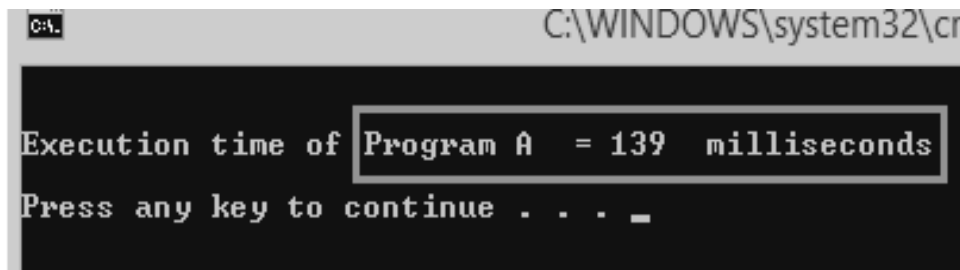 C:\.
C:\WINDOWS\system32\cr
Execution time of Program A = 139 milliseconds
Press any key to continue . . . _